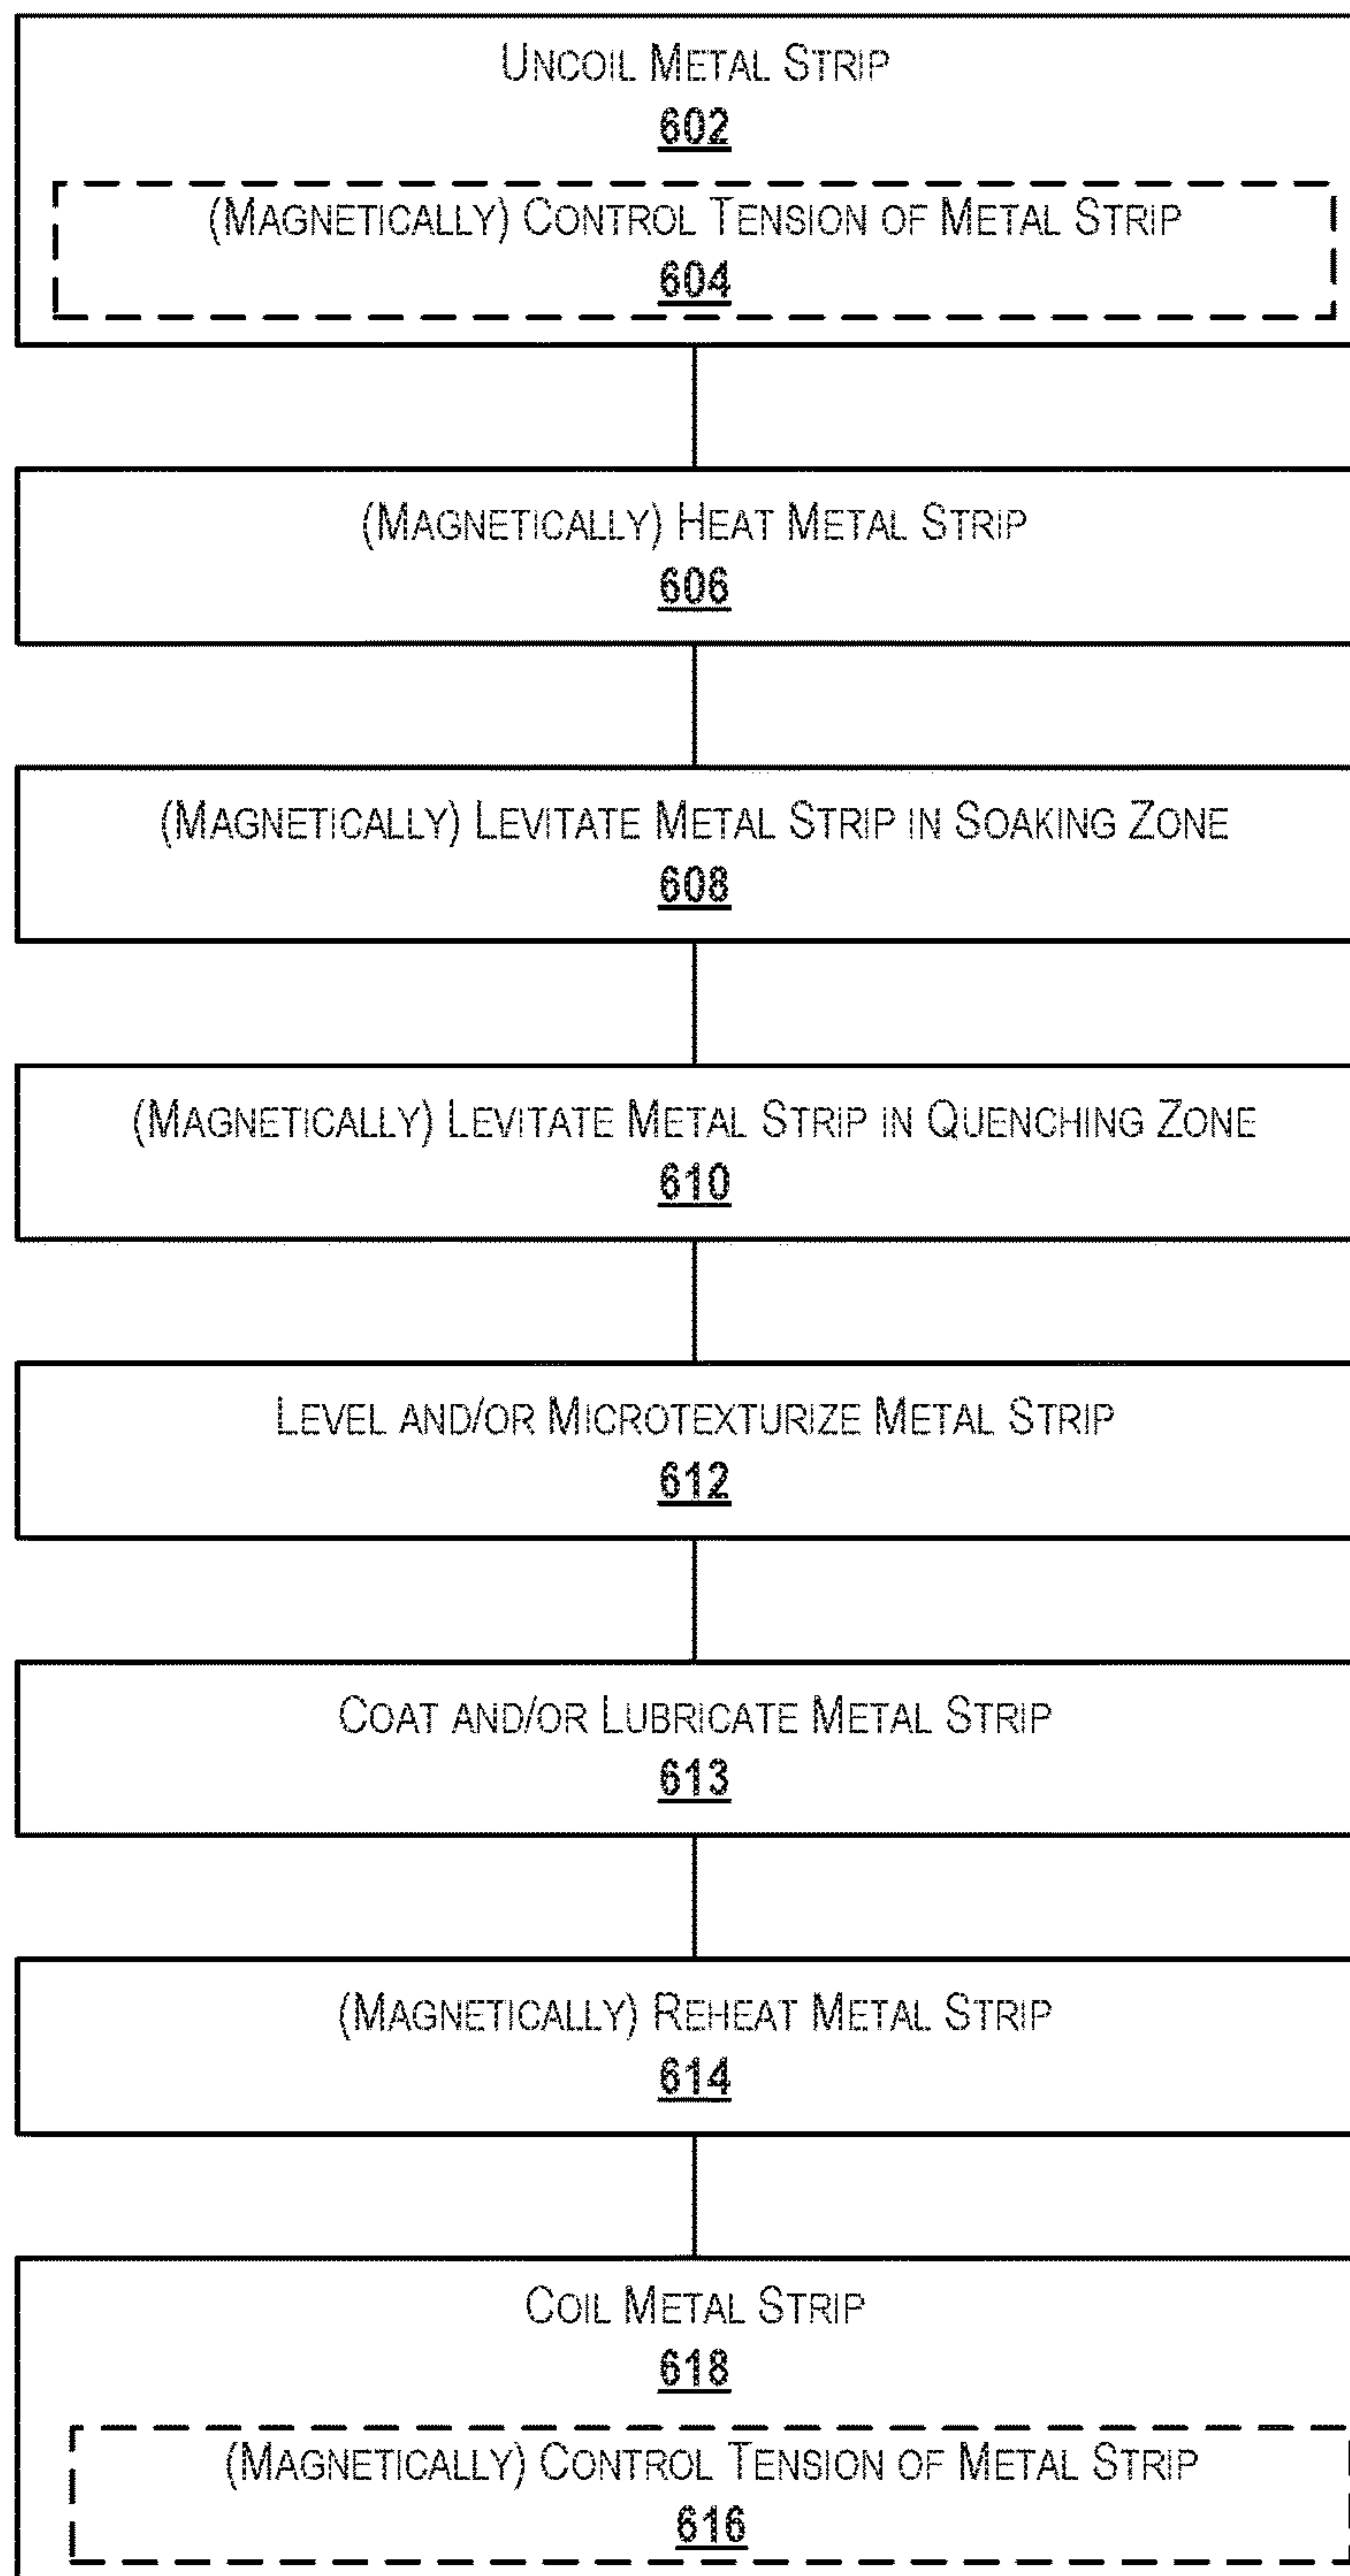 UNCOIL METAL STRIP
602
(MAGNETICALLY) CONTROL TENSION OF METAL STRIP
604
(MAGNETICALLY) HEAT METAL STRIP
606
(MAGNETICALLY) LEVITATE METAL STRIP IN SOAKING ZONE
608
(MAGNETICALLY) LEVITATE METAL STRIP IN QUENCHING ZONE
610
LEVEL AND/OR MICROTEXTURIZE METAL STRIP
612
COAT AND/OR LUBRICATE METAL STRIP
613
(MAGNETICALLY) REHEAT METAL STRIP
614
COIL METAL STRIP
618
(MAGNETICALLY) CONTROL TENSION OF METAL STRIP
616